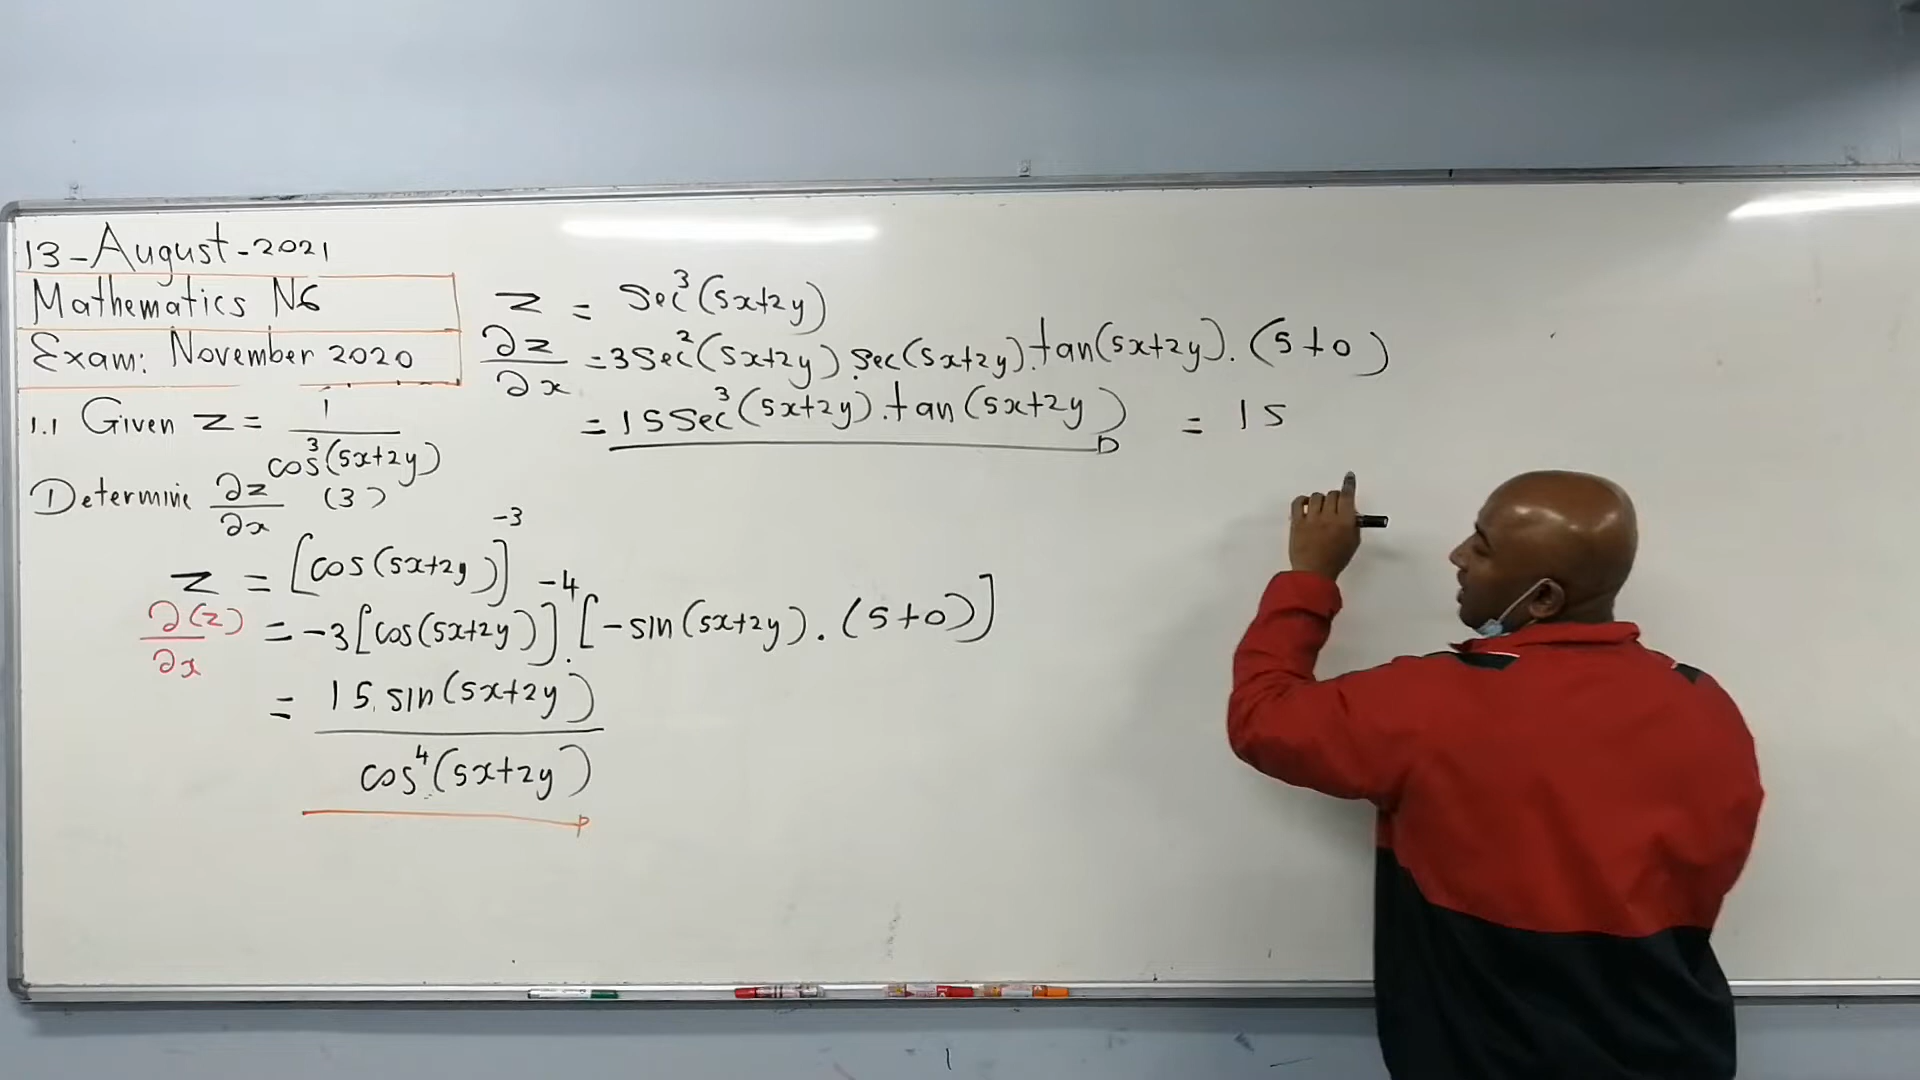 13-August-2021
Mathematics N6
Exam: November 2020
1.1 Given z = 1/cos³(5x+2y)
Determine ∂z/∂x (3)
z = [cos(5x+2y)]⁻³
∂(z)/∂x = -3[cos(5x+2y)]⁻⁴.[-sin(5x+2y).(5+0)]
= 15.sin(5x+2y)/cos⁴(5x+2y)
z = Sec³(5x+2y)
∂z/∂x = 3Sec²(5x+2y).sec(5x+2y).tan(5x+2y).(5+0)
= 15Sec³(5x+2y).tan(5x+2y) = 15